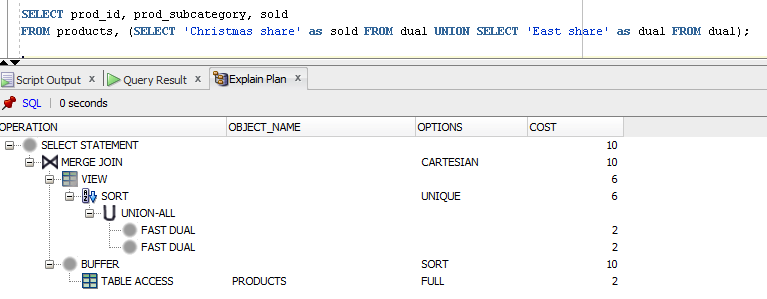 SELECT prod_id, prod_subcategory, sold
FROM products, (SELECT 'Christmas share' as sold FROM dual UNION SELECT 'East share' as dual FROM dual);
Script Output x Query Result x Explain Plan x
SQL | 0 seconds
OPERATION OBJECT_NAME OPTIONS COST
SELECT STATEMENT 10
MERGE JOIN CARTESIAN 10
VIEW 6
SORT UNIQUE 6
UNION-ALL
FAST DUAL 2
FAST DUAL 2
BUFFER SORT 10
TABLE ACCESS PRODUCTS FULL 2